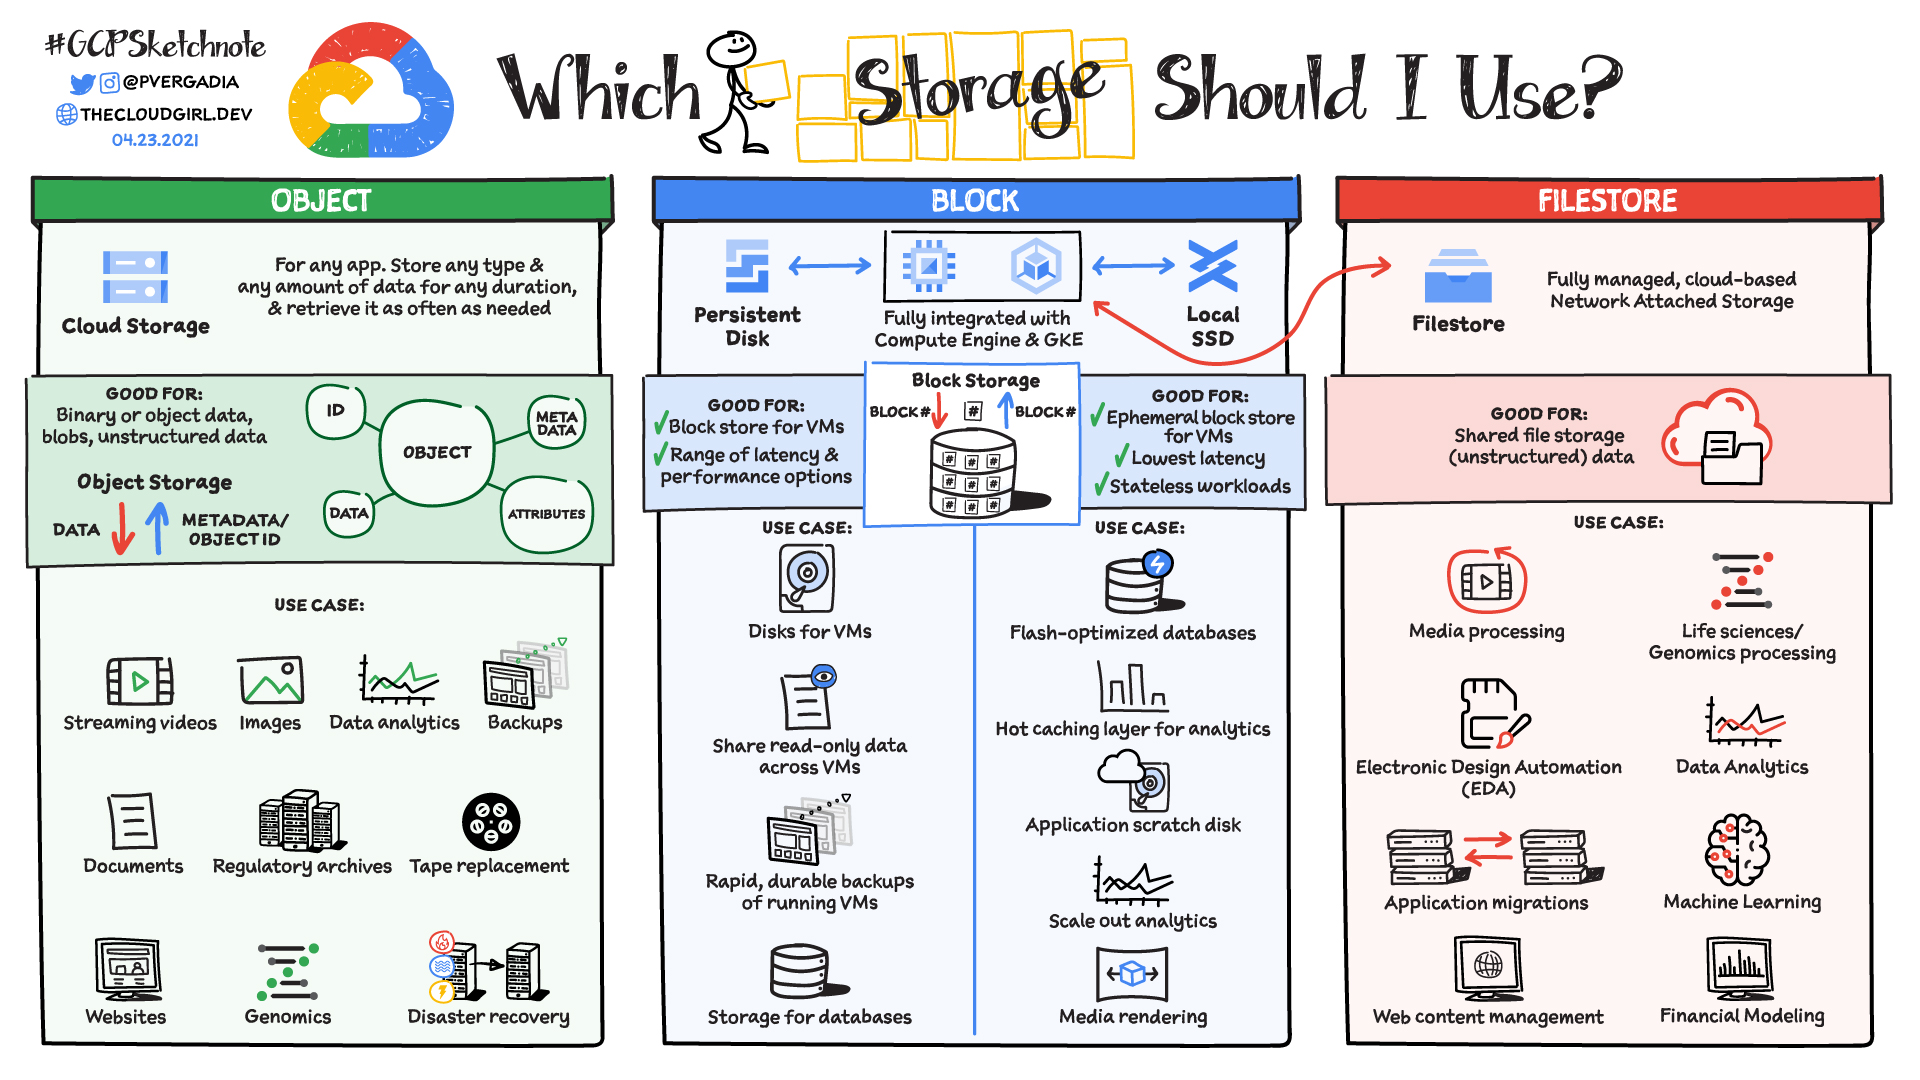 #GCPSketchnote
@PVERGADIA
THECLOUDGIRL.DEV
04.23.2021
Which Storage Should I Use?
OBJECT
Cloud Storage
For any app. Store any type &
any amount of data for any duration,
& retrieve it as often as needed
GOOD FOR:
Binary or object data,
blobs, unstructured data
Object Storage
DATA
METADATA/
OBJECT ID
ID
META
DATA
OBJECT
DATA
ATTRIBUTES
USE CASE:
Streaming videos
Images
Data analytics
Backups
Documents
Regulatory archives
Tape replacement
Websites
Genomics
Disaster recovery
BLOCK
Persistent
Disk
Fully integrated with
Compute Engine & GKE
Local
SSD
GOOD FOR:
Block store for VMs
Range of latency &
performance options
Block Storage
BLOCK#
#
BLOCK#
# # #
# # #
# # #
GOOD FOR:
Ephemeral block store
for VMs
Lowest latency
Stateless workloads
USE CASE:
Disks for VMs
Share read-only data
across VMs
Rapid, durable backups
of running VMs
Storage for databases
USE CASE:
Flash-optimized databases
Hot caching layer for analytics
Application scratch disk
Scale out analytics
Media rendering
FILESTORE
Filestore
Fully managed, cloud-based
Network Attached Storage
GOOD FOR:
Shared file storage
(unstructured) data
USE CASE:
Media processing
Life sciences/
Genomics processing
Electronic Design Automation
(EDA)
Data Analytics
Application migrations
Machine Learning
Web content management
Financial Modeling